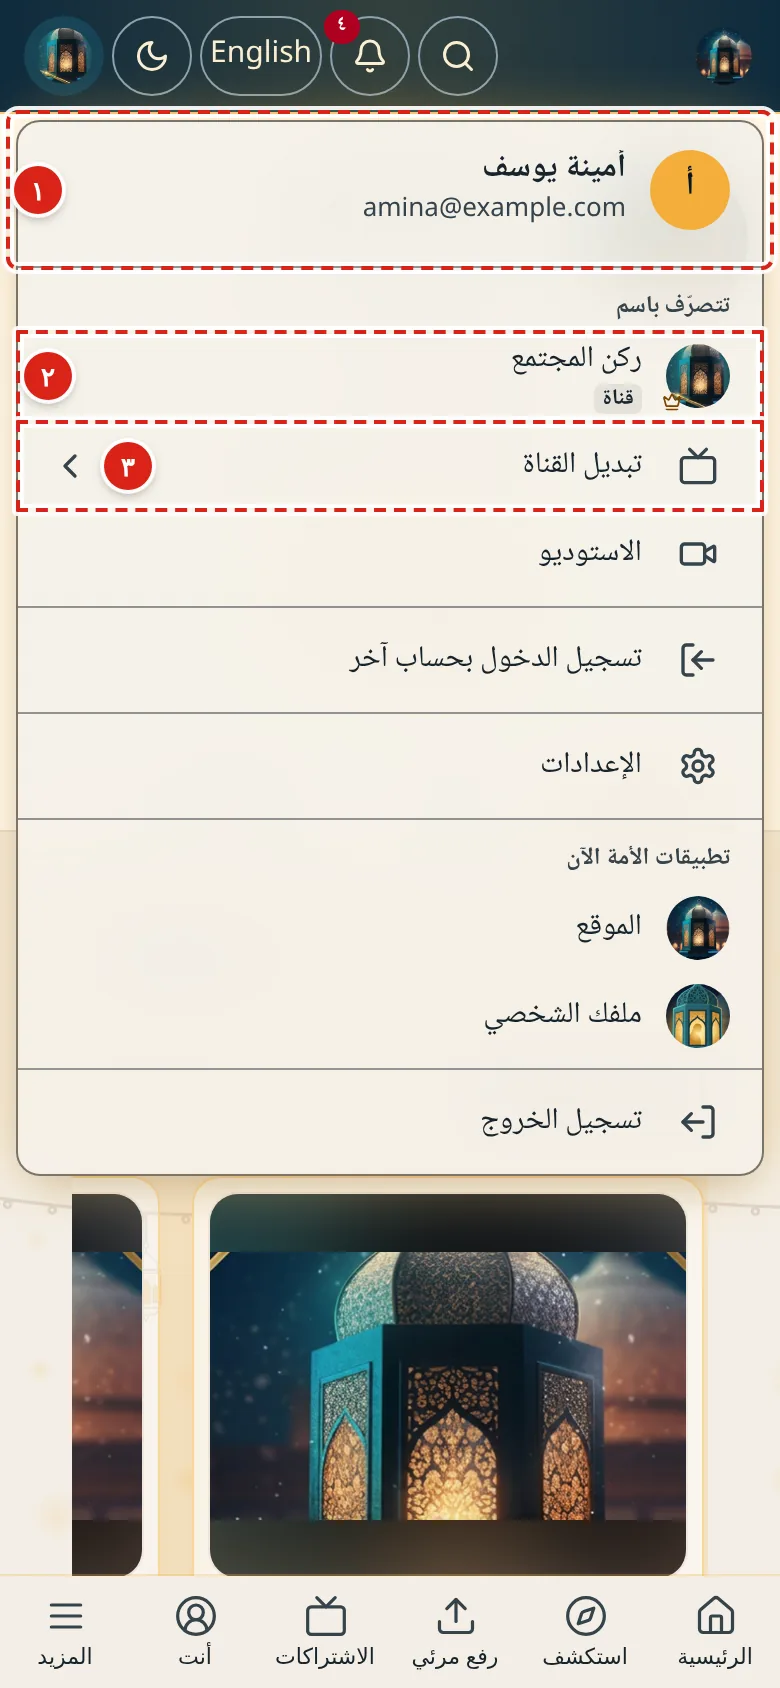 English
٤
أمينة يوسف
أ
amina@example.com
١
تتصرّف باسم
ركن المجتمع
قناة
٢
تبديل القناة
٣
الاستوديو
تسجيل الدخول بحساب آخر
الإعدادات
تطبيقات الأمة الآن
الموقع
ملفك الشخصي
تسجيل الخروج
الرئيسية
استكشف
رفع مرئي
الاشتراكات
أنت
المزيد